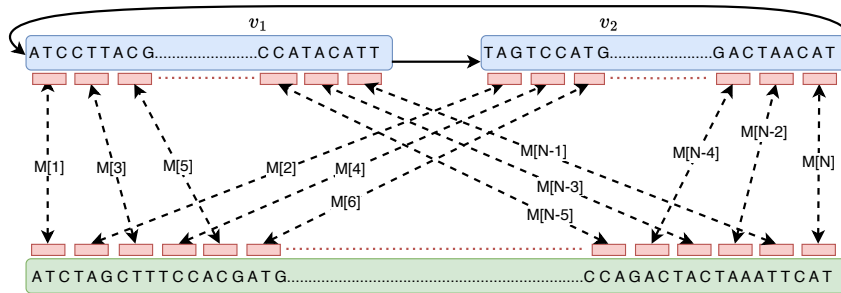 v₁ v₂
ATCCTTACG.......................CCATACATT TAGTCCATG.......................GACTAACAT
M[1] M[3] M[5] M[2] M[4] M[6] M[N-5] M[N-3] M[N-1] M[N-4] M[N-2] M[N]
ATCTAGCTTTCCACGATG.....................................................................CCAGACTACTAAATTCAT